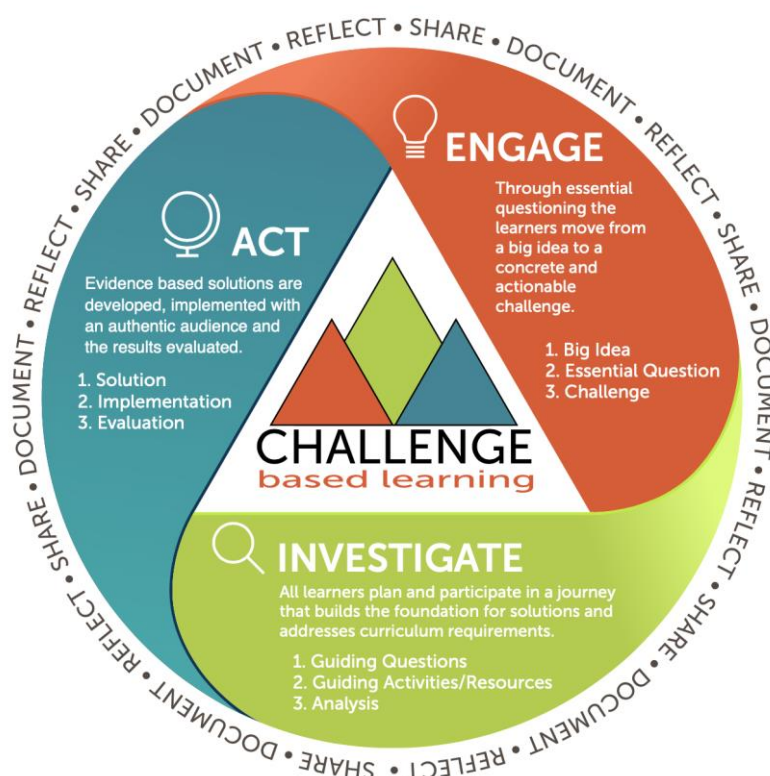 ENGAGE
Through essential
questioning the
learners move from
a big idea to a
concrete and
actionable
challenge.
1. Big Idea
2. Essential Question
3. Challenge
INVESTIGATE
All learners plan and participate in a journey
that builds the foundation for solutions and
addresses curriculum requirements.
1. Guiding Questions
2. Guiding Activities/Resources
3. Analysis
ACT
Evidence based solutions are
developed, implemented with
an authentic audience and
the results evaluated.
1. Solution
2. Implementation
3. Evaluation
CHALLENGE
based learning
DOCUMENT • REFLECT • SHARE • DOCUMENT • REFLECT • SHARE • DOCUMENT • REFLECT • SHARE • DOCUMENT • REFLECT • SHARE • DOCUMENT • REFLECT • SHARE • DOCUMENT • REFLECT • SHARE •